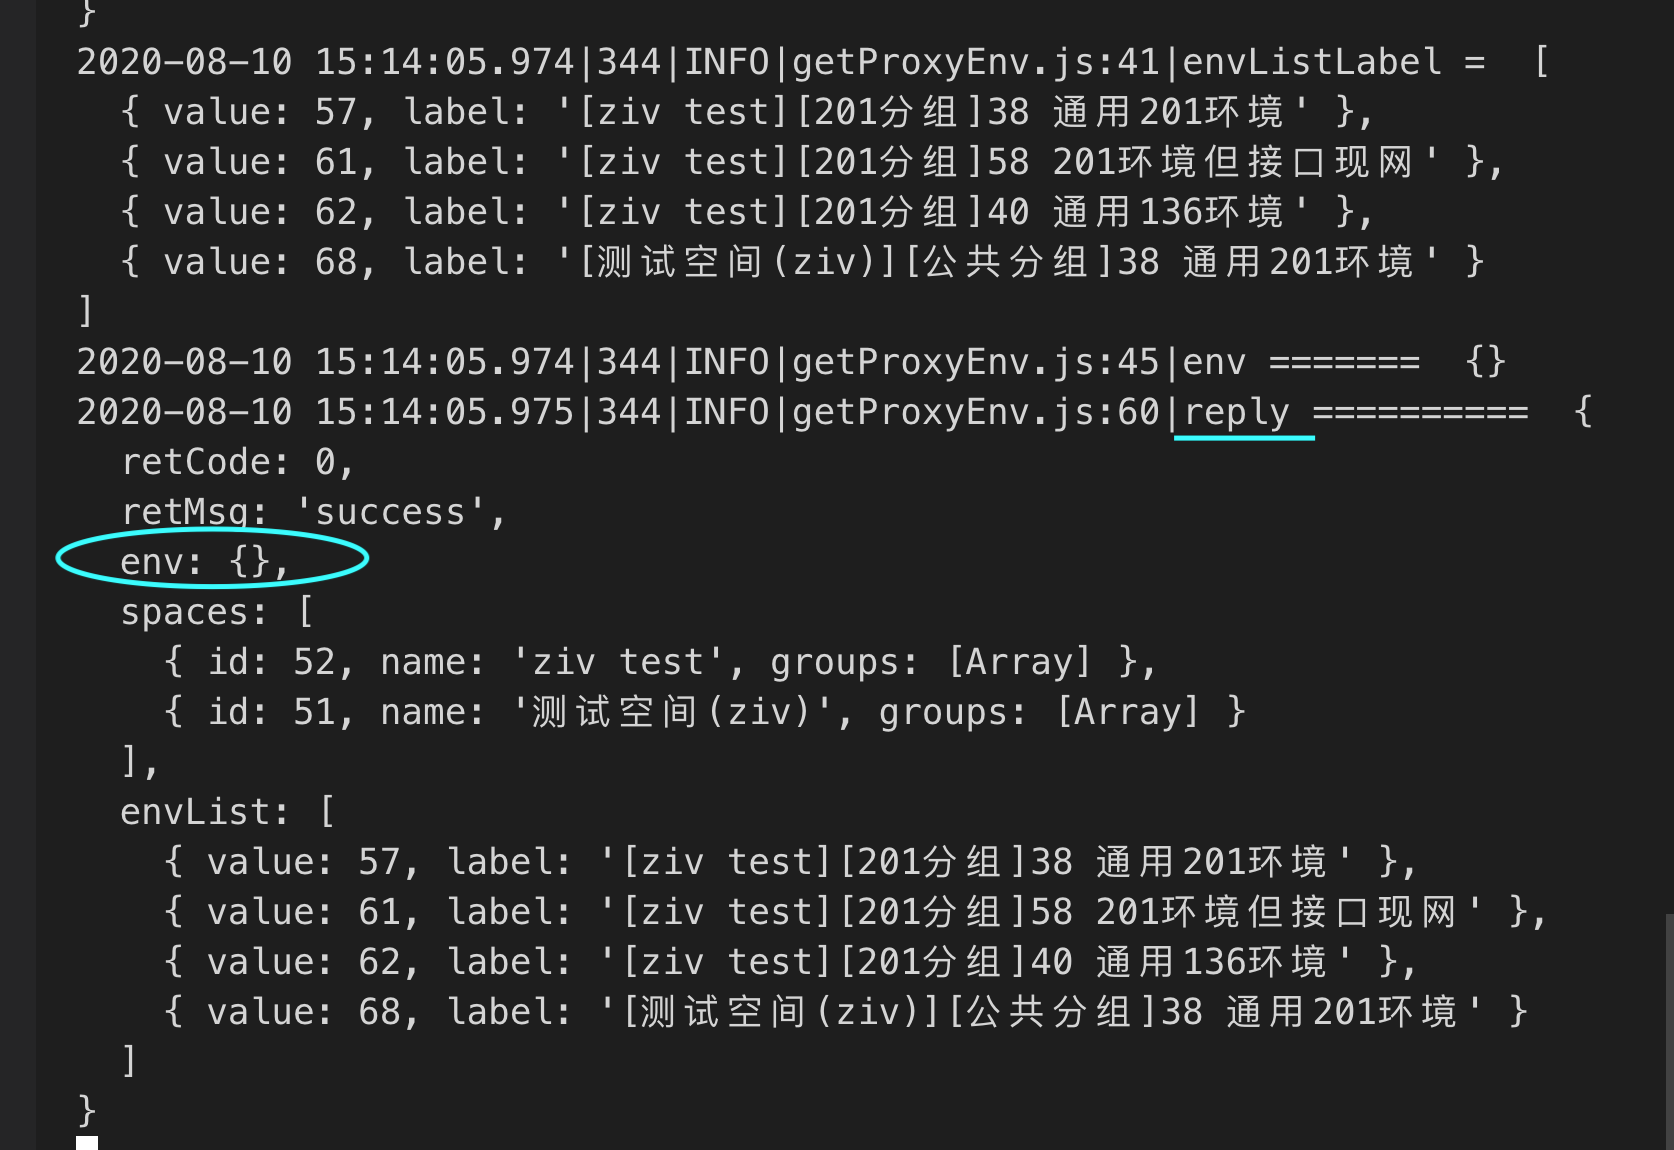 }
2020-08-10 15:14:05.974|344|INFO|getProxyEnv.js:41|envListLabel =  [
  { value: 57, label: '[ziv test][201分组]38 通用201环境' },
  { value: 61, label: '[ziv test][201分组]58 201环境但接口现网' },
  { value: 62, label: '[ziv test][201分组]40 通用136环境' },
  { value: 68, label: '[测试空间(ziv)][公共分组]38 通用201环境' }
]
2020-08-10 15:14:05.974|344|INFO|getProxyEnv.js:45|env =======  {}
2020-08-10 15:14:05.975|344|INFO|getProxyEnv.js:60|reply ==========  {
  retCode: 0,
  retMsg: 'success',
  env: {},
  spaces: [
    { id: 52, name: 'ziv test', groups: [Array] },
    { id: 51, name: '测试空间(ziv)', groups: [Array] }
  ],
  envList: [
    { value: 57, label: '[ziv test][201分组]38 通用201环境' },
    { value: 61, label: '[ziv test][201分组]58 201环境但接口现网' },
    { value: 62, label: '[ziv test][201分组]40 通用136环境' },
    { value: 68, label: '[测试空间(ziv)][公共分组]38 通用201环境' }
  ]
}